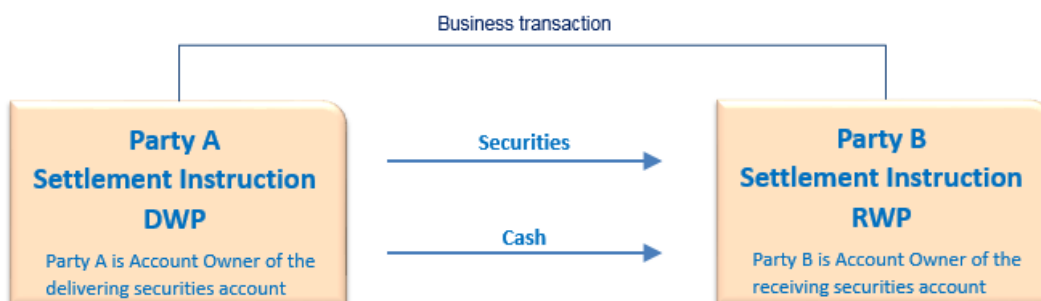 Business transaction
Party A
Settlement Instruction
DWP
Party A is Account Owner of the
delivering securities account
Securities
Cash
Party B
Settlement Instruction
RWP
Party B is Account Owner of the
receiving securities account